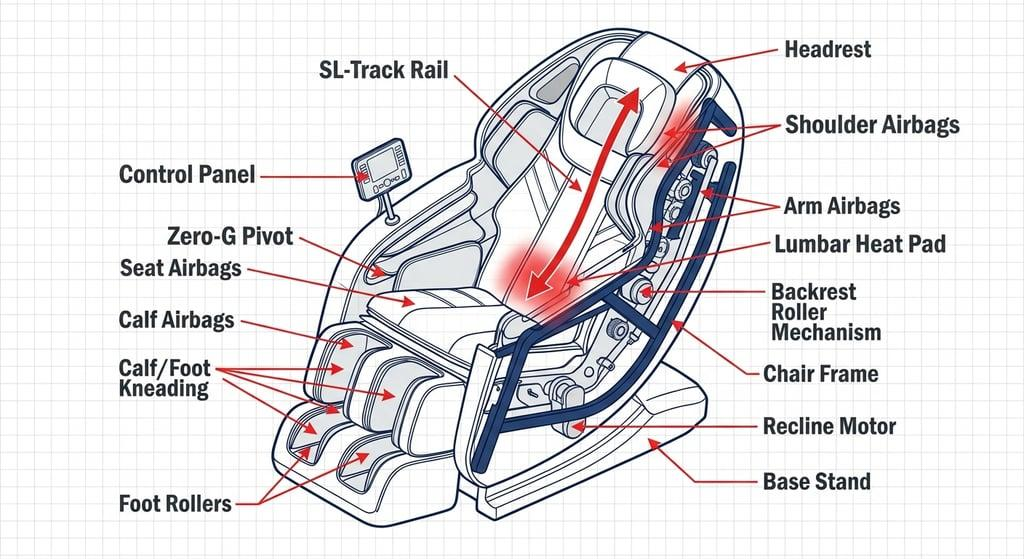 SL-Track Rail
Control Panel
Zero-G Pivot
Seat Airbags
Calf Airbags
Calf/Foot
Kneading
Foot Rollers
Headrest
Shoulder Airbags
Arm Airbags
Lumbar Heat Pad
Backrest
Roller
Mechanism
Chair Frame
Recline Motor
Base Stand